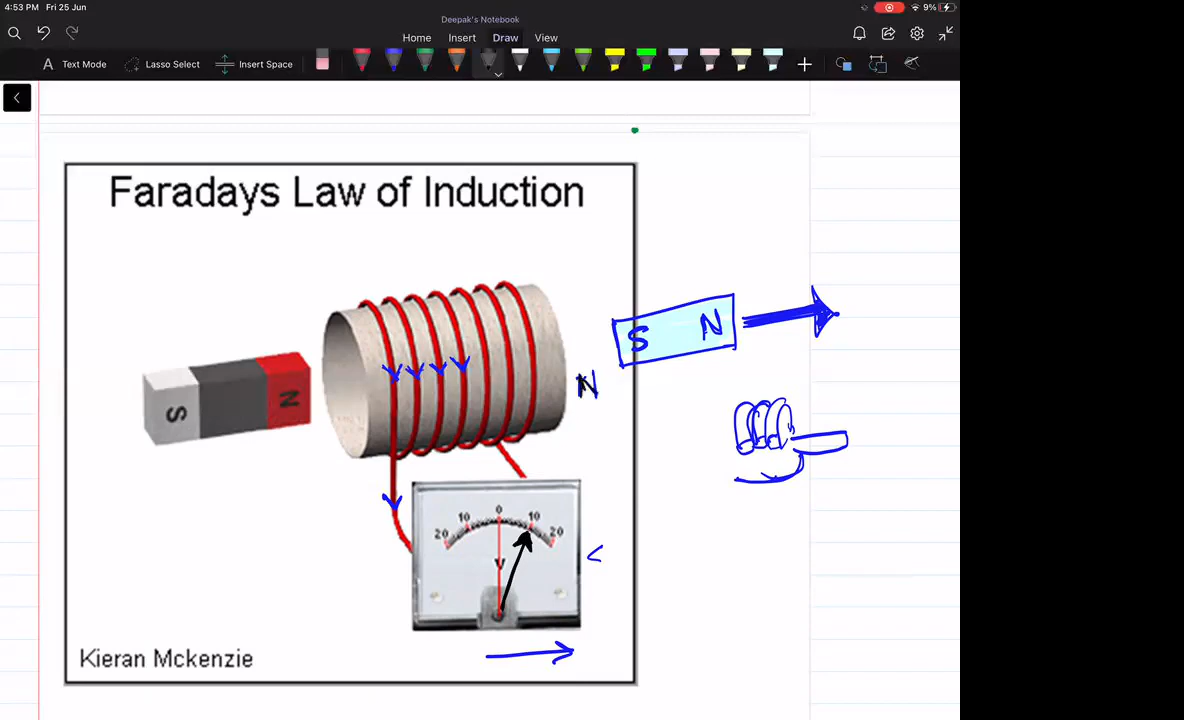 4:53 PM Fri 25 Jun
9%
Deepak's Notebook
Home Insert Draw View
A Text Mode Lasso Select Insert Space
Faradays Law of Induction
S N
S N
N
20 10 0 10 20
V
Kieran Mckenzie